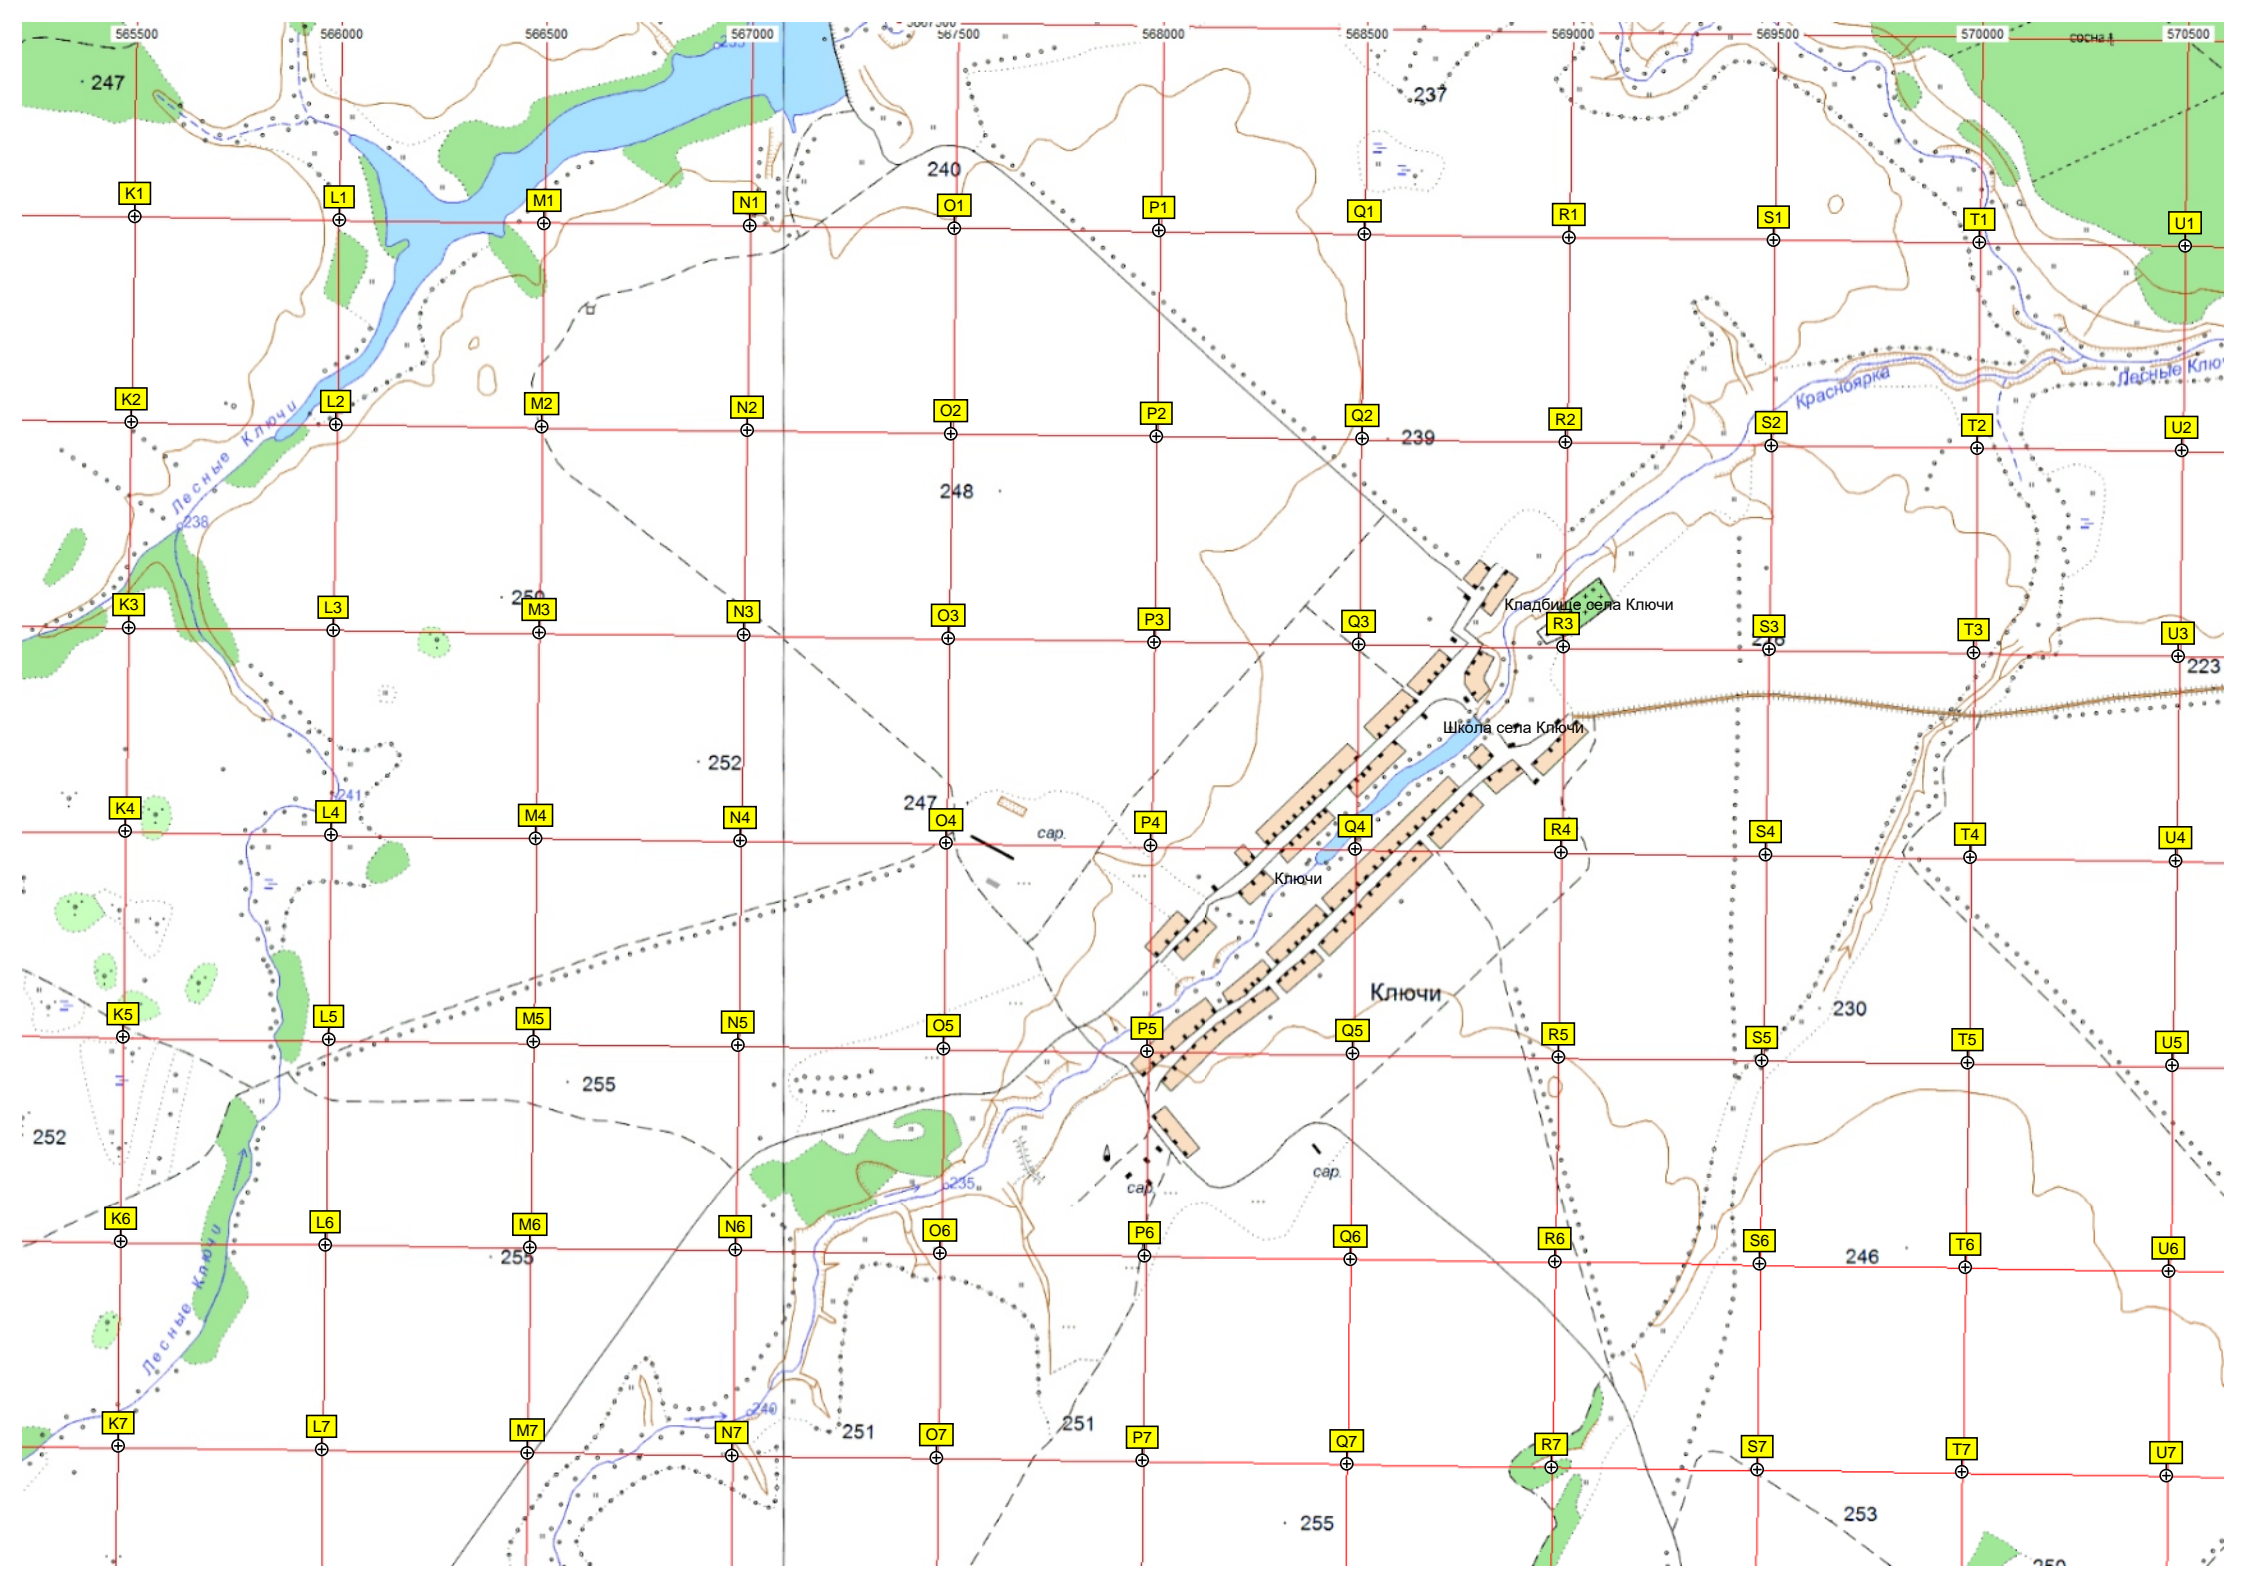 565500 566000 566500 567000 567500 568000 568500 569000 569500 570000 570500
сосна
247
237
240
K1 L1 M1 N1 O1 P1 Q1 R1 S1 T1 U1
Красноярка
Лесные Ключ
K2 L2 M2 N2 O2 P2 Q2 R2 S2 T2 U2
239
Лесные Ключи
248
238
Кладбище села Ключи
K3 L3 M3 N3 O3 P3 Q3 R3 S3 T3 U3
223
Школа села Ключи
252
241
247
сар.
K4 L4 M4 N4 O4 P4 Q4 R4 S4 T4 U4
Ключи
Ключи
230
K5 L5 M5 N5 O5 P5 Q5 R5 S5 T5 U5
255
252
сар.
235
сар.
K6 L6 M6 N6 O6 P6 Q6 R6 S6 T6 U6
255
246
Лесные Ключи
240
251
251
K7 L7 M7 N7 O7 P7 Q7 R7 S7 T7 U7
255
253